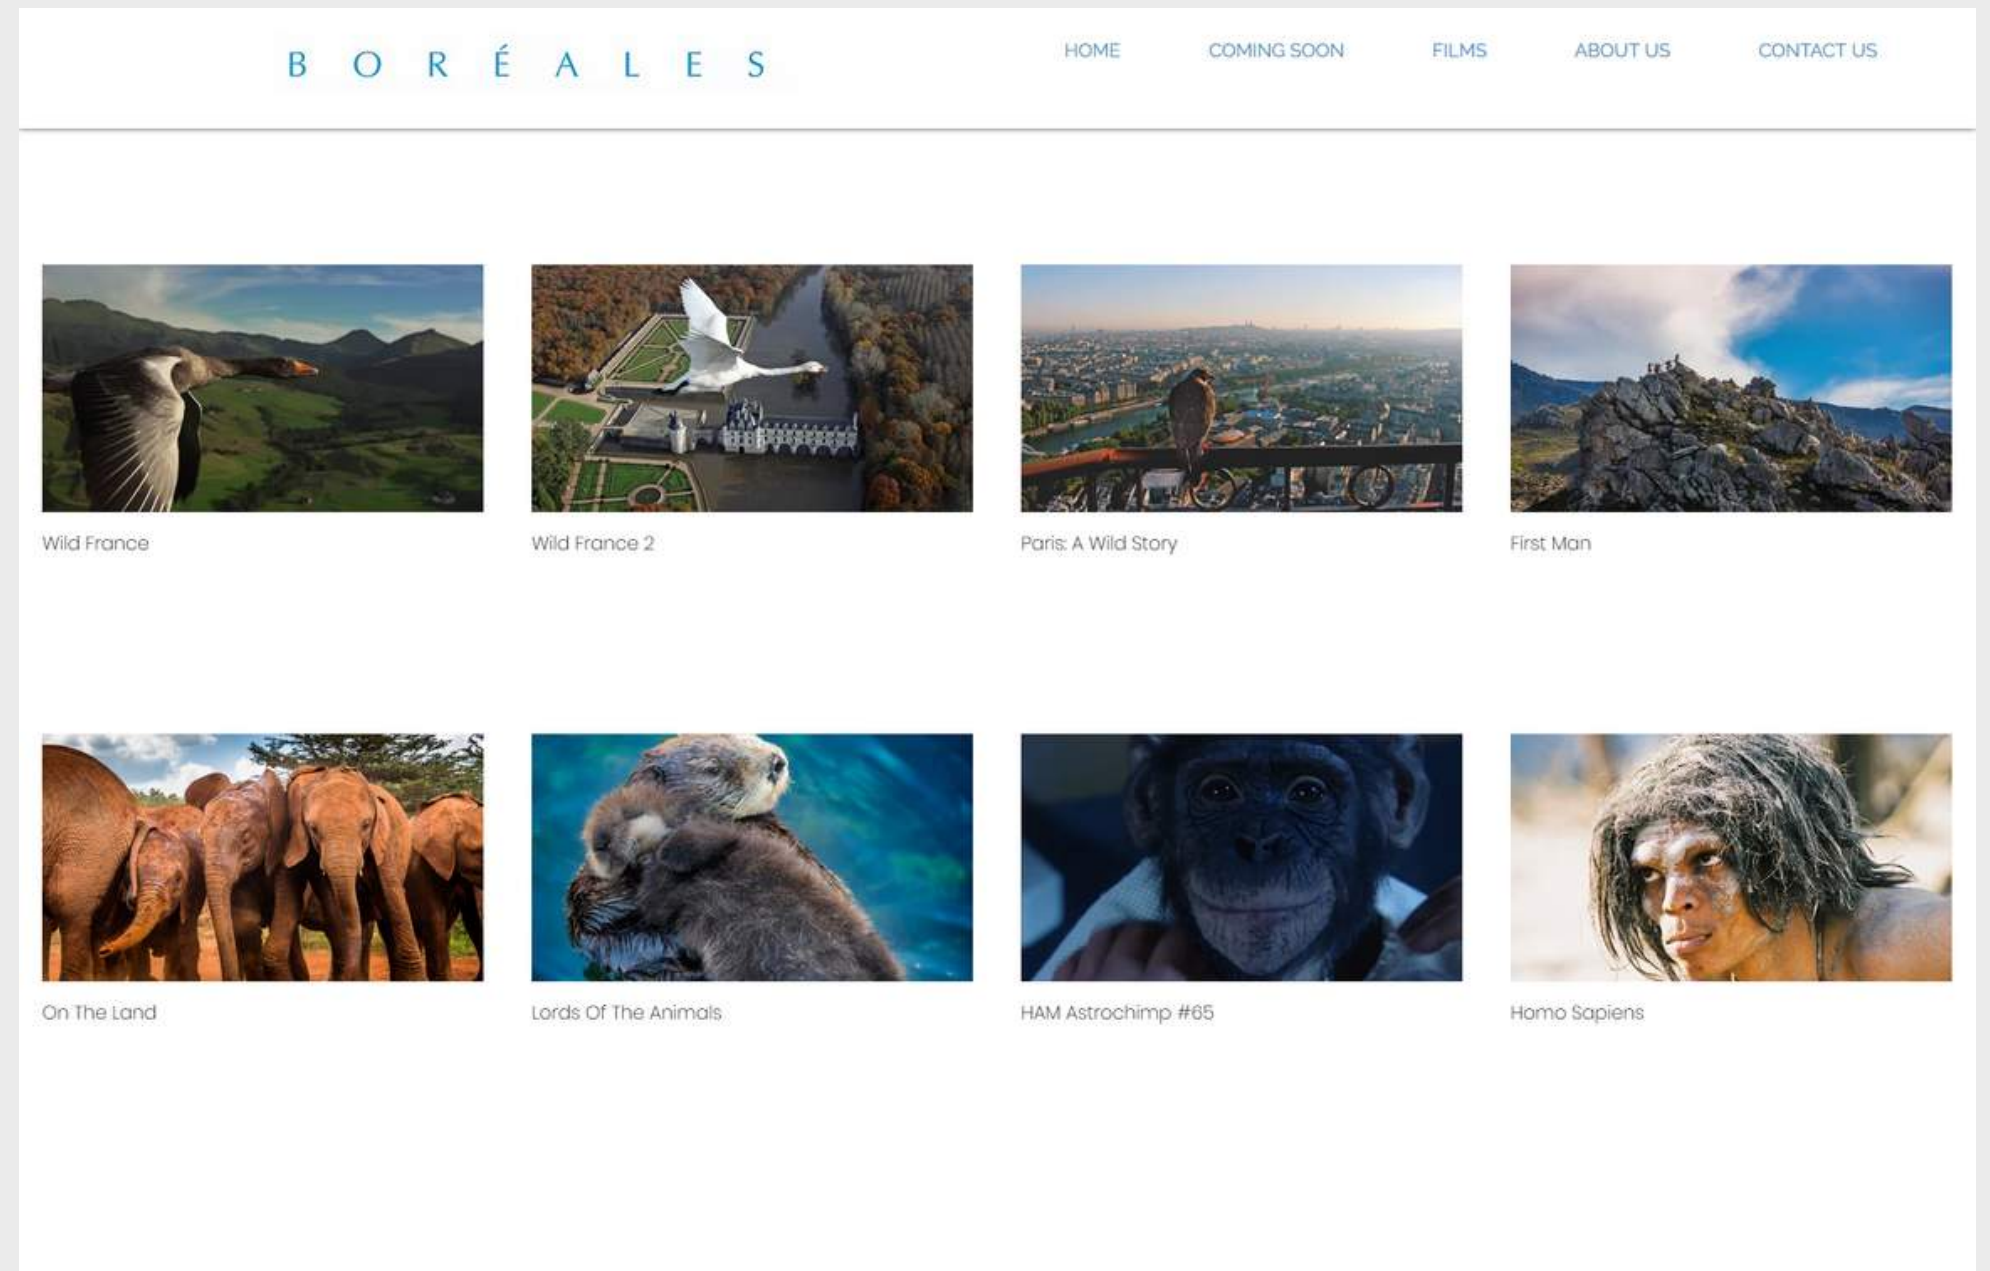 BORÉALES
HOME COMING SOON FILMS ABOUT US CONTACT US
Wild France
Wild France 2
Paris: A Wild Story
First Man
On The Land
Lords Of The Animals
HAM Astrochimp #65
Homo Sapiens